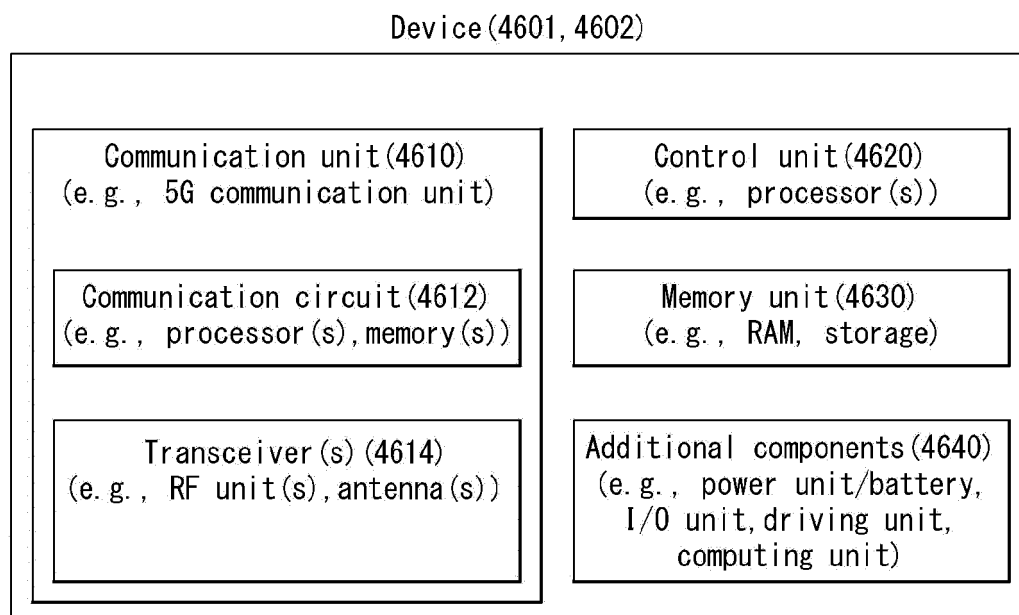 Device(4601, 4602)
Communication unit(4610)
(e.g., 5G communication unit)
Communication circuit(4612)
(e.g., processor(s),memory(s))
Transceiver(s)(4614)
(e.g., RF unit(s),antenna(s))
Control unit(4620)
(e.g., processor(s))
Memory unit(4630)
(e.g., RAM, storage)
Additional components(4640)
(e.g., power unit/battery,
I/O unit,driving unit,
computing unit)